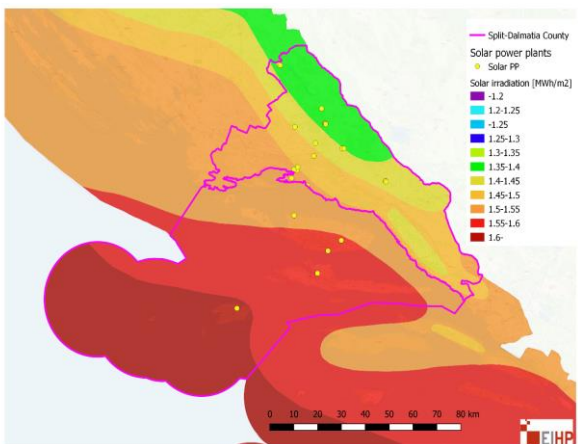 Split-Dalmatia County
Solar power plants
Solar PP
Solar irradiation [MWh/m2]
-1.2
1.2-1.25
-1.25
1.25-1.3
1.3-1.35
1.35-1.4
1.4-1.45
1.45-1.5
1.5-1.55
1.55-1.6
1.6-
0 10 20 30 40 50 60 70 80 km
EIHP